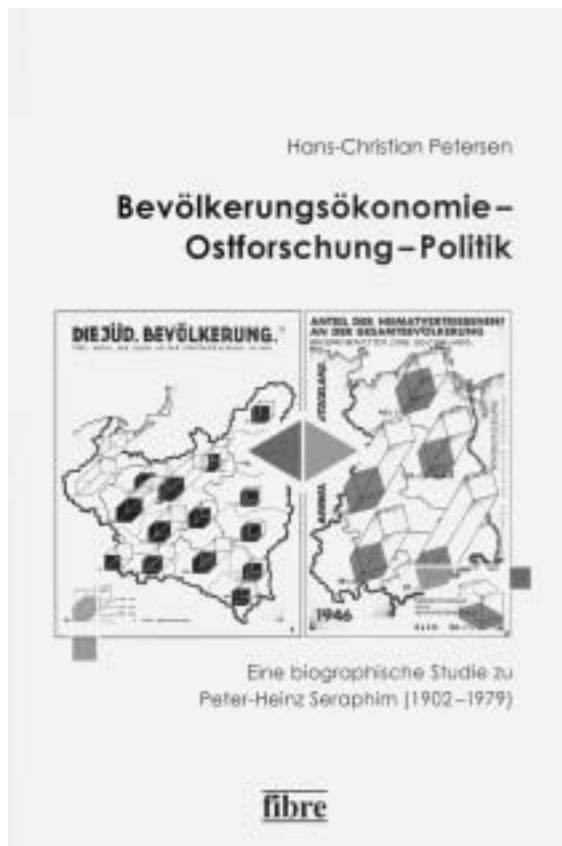 Hans-Christian Petersen
Bevölkerungsökonomie–
Ostforschung–Politik
DIE JÜD. BEVÖLKERUNG.
ANTEIL DER HEIMATVERTRIEBENEN
AN DER GESAMTBEVÖLKERUNG
1946
Eine biographische Studie zu
Peter-Heinz Seraphim (1902–1979)
fibre